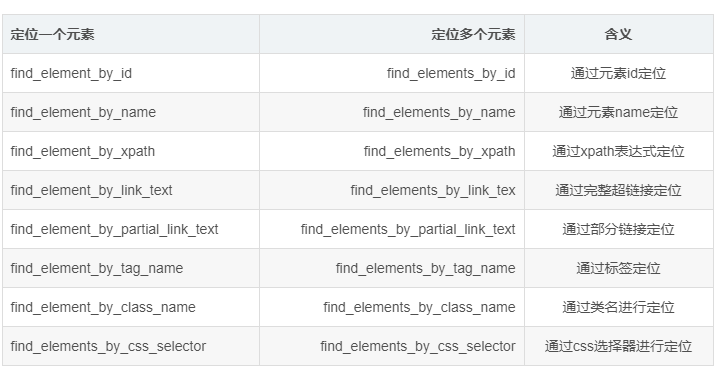 定位一个元素 定位多个元素 含义
find_element_by_id find_elements_by_id 通过元素id定位
find_element_by_name find_elements_by_name 通过元素name定位
find_element_by_xpath find_elements_by_xpath 通过xpath表达式定位
find_element_by_link_text find_elements_by_link_tex 通过完整超链接定位
find_element_by_partial_link_text find_elements_by_partial_link_text 通过部分链接定位
find_element_by_tag_name find_elements_by_tag_name 通过标签定位
find_element_by_class_name find_elements_by_class_name 通过类名进行定位
find_elements_by_css_selector find_elements_by_css_selector 通过css选择器进行定位